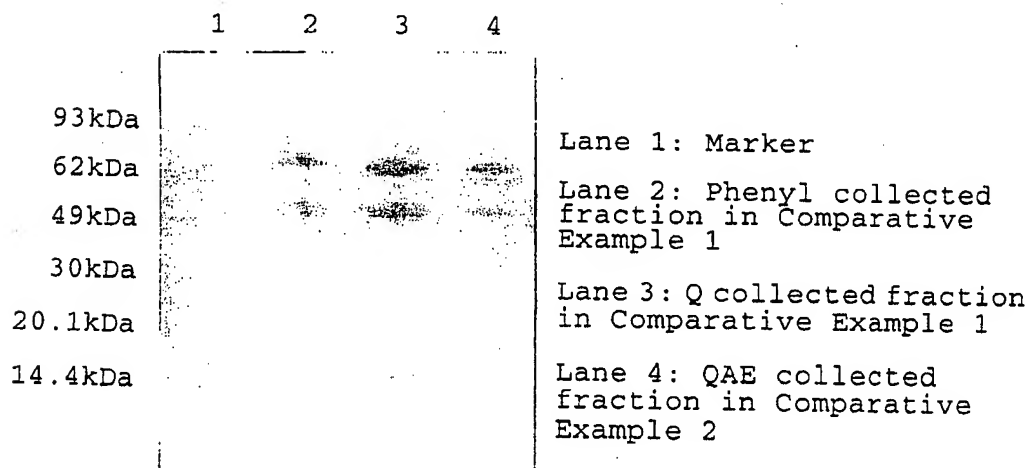 1 2 3 4
93kDa
62kDa
49kDa
30kDa
20.1kDa
14.4kDa
Lane 1: Marker
Lane 2: Phenyl collected
fraction in Comparative
Example 1
Lane 3: Q collected fraction
in Comparative Example 1
Lane 4: QAE collected
fraction in Comparative
Example 2